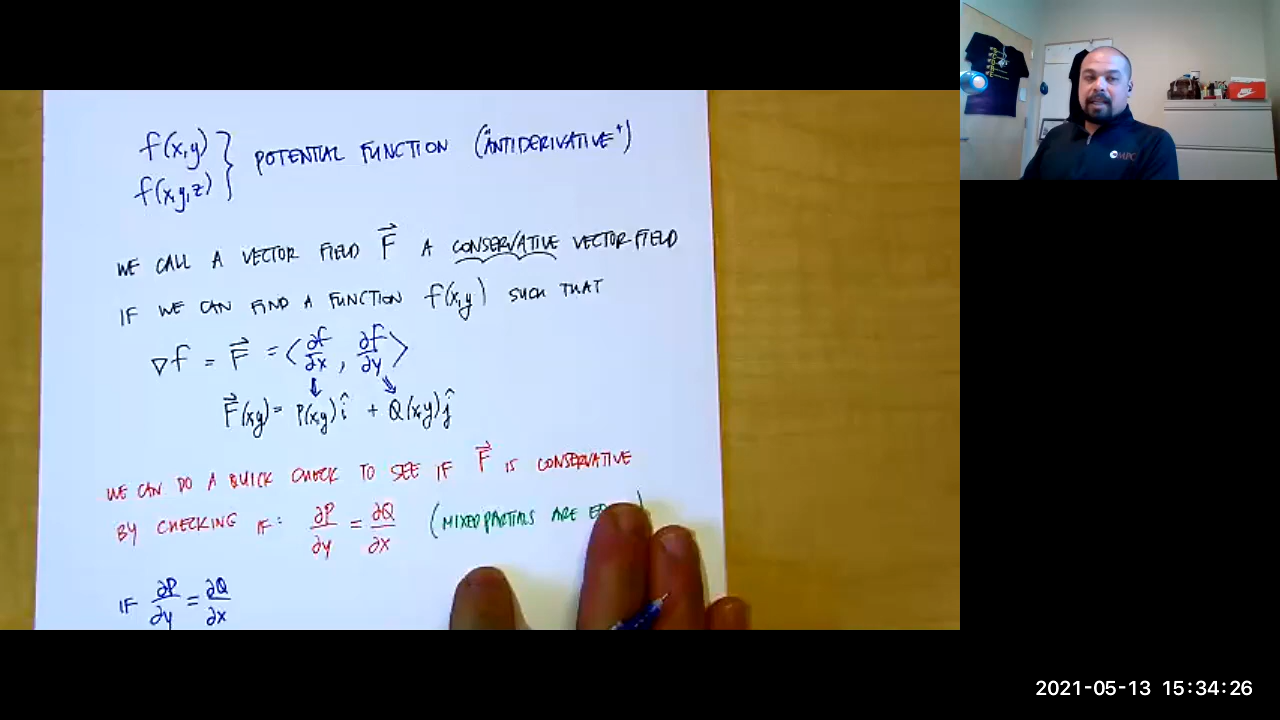 f(x,y)
f(x,y,z)
} POTENTIAL FUNCTION ("ANTIDERIVATIVE")
WE CALL A VECTOR FIELD F⃗ A CONSERVATIVE VECTOR FIELD
IF WE CAN FIND A FUNCTION f(x,y) SUCH THAT
∇f = F⃗ = ⟨∂f/∂x, ∂f/∂y⟩
F⃗(x,y) = P(x,y)î + Q(x,y)ĵ
WE CAN DO A QUICK CHECK TO SEE IF F⃗ IS CONSERVATIVE
BY CHECKING IF: ∂P/∂y = ∂Q/∂x (MIXED PARTIALS ARE )
IF ∂P/∂y = ∂Q/∂x
MPC
NIKE
2021-05-13 15:34:26